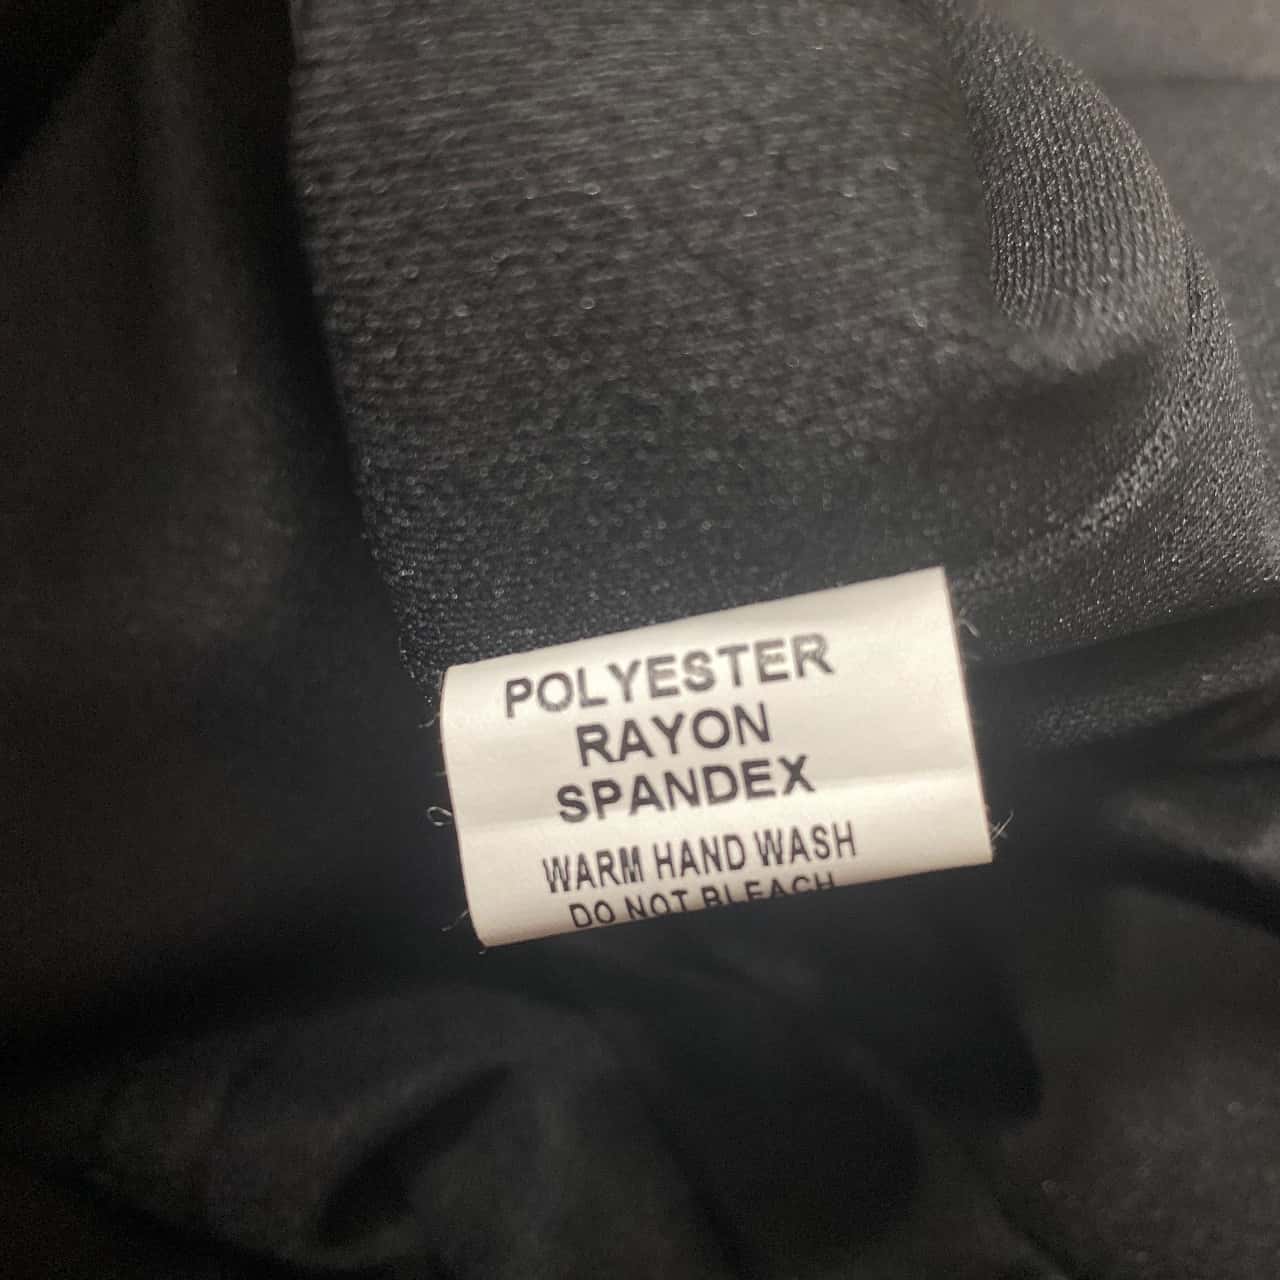 POLYESTER
RAYON
SPANDEX
WARM HAND WASH
DO NOT BLEACH